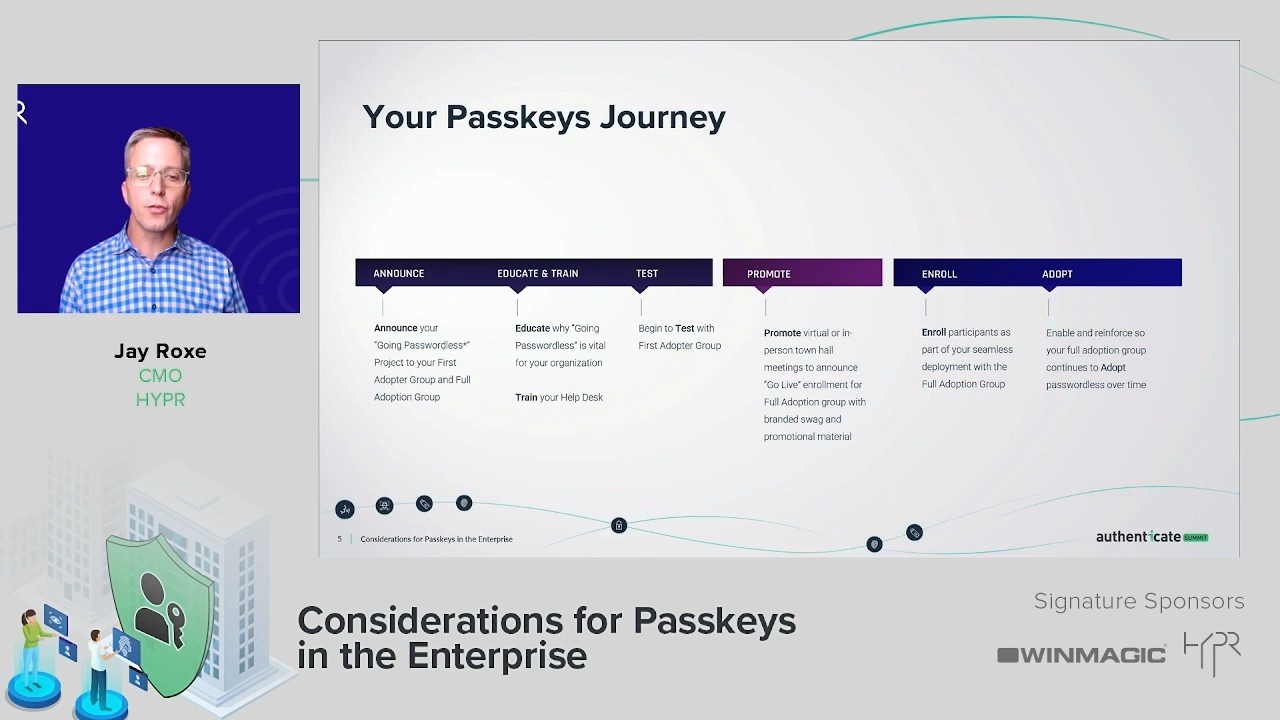 R
Jay Roxe
CMO
HYPR
Your Passkeys Journey
ANNOUNCE
Announce your
"Going Passwordless*"
Project to your First
Adopter Group and Full
Adoption Group
EDUCATE & TRAIN
Educate why "Going
Passwordless" is vital
for your organization
Train your Help Desk
TEST
Begin to Test with
First Adopter Group
PROMOTE
Promote virtual or in-
person town hall
meetings to announce
"Go Live" enrollment for
Full Adoption group with
branded swag and
promotional material
ENROLL
Enroll participants as
part of your seamless
deployment with the
Full Adoption Group
ADOPT
Enable and reinforce so
your full adoption group
continues to Adopt
passwordless over time
5 | Considerations for Passkeys in the Enterprise
authenticate SUMMIT
Considerations for Passkeys
in the Enterprise
Signature Sponsors
WINMAGIC
HYPR